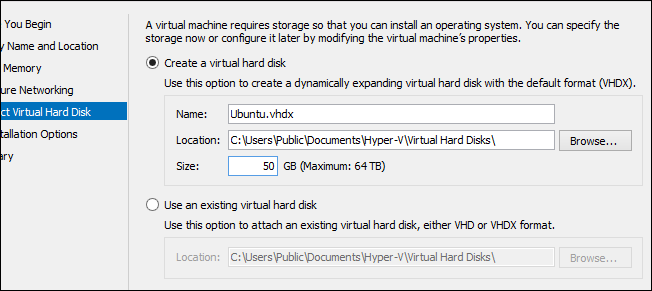 You Begin
y Name and Location
Memory
ure Networking
ct Virtual Hard Disk
stallation Options
ary
A virtual machine requires storage so that you can install an operating system. You can specify the
storage now or configure it later by modifying the virtual machine's properties.
Create a virtual hard disk
Use this option to create a dynamically expanding virtual hard disk with the default format (VHDX).
Name: Ubuntu.vhdx
Location: C:\Users\Public\Documents\Hyper-V\Virtual Hard Disks\ Browse...
Size: 50 GB (Maximum: 64 TB)
Use an existing virtual hard disk
Use this option to attach an existing virtual hard disk, either VHD or VHDX format.
Location: C:\Users\Public\Documents\Hyper-V\Virtual Hard Disks\ Browse...